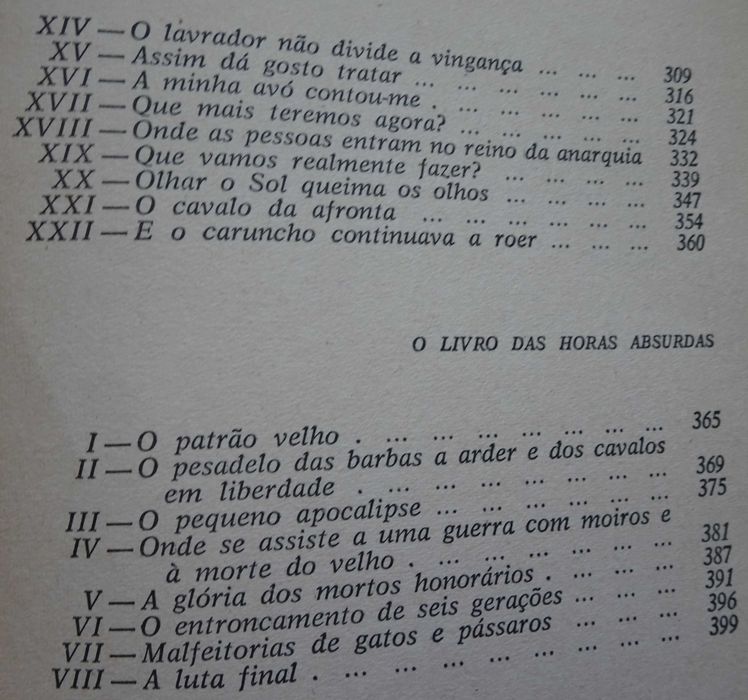 XIV — O lavrador não divide a vingança ... ... ... 309
XV — Assim dá gosto tratar ... ... ... ... ... ... 316
XVI — A minha avó contou-me . ... ... ... ... ... 321
XVII — Que mais teremos agora? ... ... ... ... ... 324
XVIII — Onde as pessoas entram no reino da anarquia 332
XIX — Que vamos realmente fazer? ... ... ... ... 339
XX — Olhar o Sol queima os olhos ... ... ... ... 347
XXI — O cavalo da afronta ... ... ... ... ... ... 354
XXII — E o caruncho continuava a roer ... ... ... 360
O LIVRO DAS HORAS ABSURDAS
I — O patrão velho . ... ... ... ... ... ... ... 365
II — O pesadelo das barbas a arder e dos cavalos
em liberdade . ... ... ... ... ... ... ... 369
III — O pequeno apocalipse ... ... ... ... ... ... 375
IV — Onde se assiste a uma guerra com moiros e
à morte do velho . ... ... ... ... ... ... 381
V — A glória dos mortos honorários . ... ... ... 387
VI — O entroncamento de seis gerações ... ... ... 391
VII — Malfeitorias de gatos e pássaros ... ... ... 396
VIII — A luta final . ... ... ... ... ... ... ... ... 399